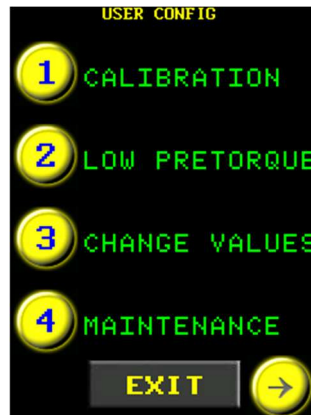 USER CONFIG
1 CALIBRATION
2 LOW PRETORQUE
3 CHANGE VALUES
4 MAINTENANCE
EXIT →